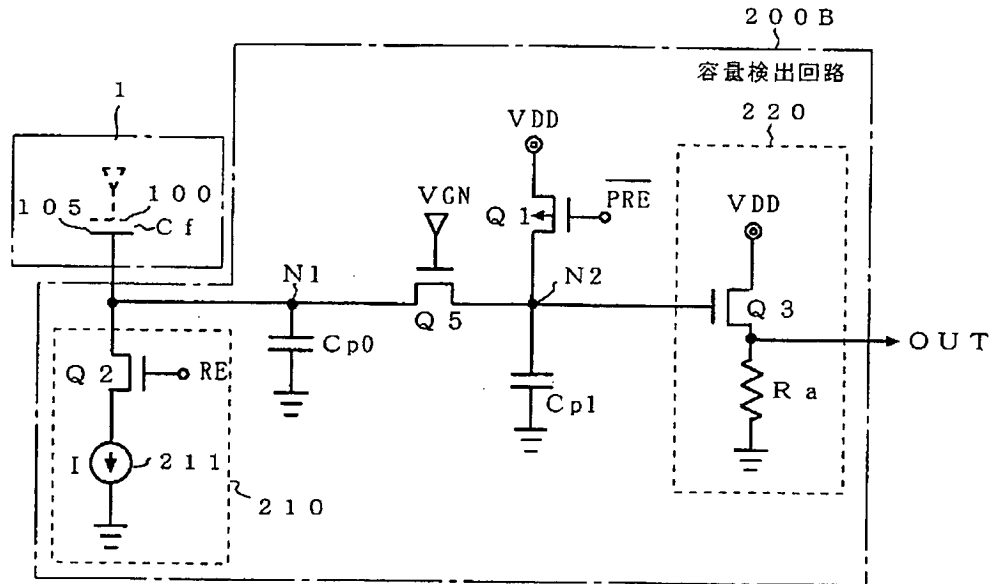 200B
容量検出回路
1
220
VDD
VDD
100
105
Cf
VGN
Q1
PRE
N1
N2
Q3
Q5
Cp0
OUT
Q2
RE
Cp1
Ra
I
211
210